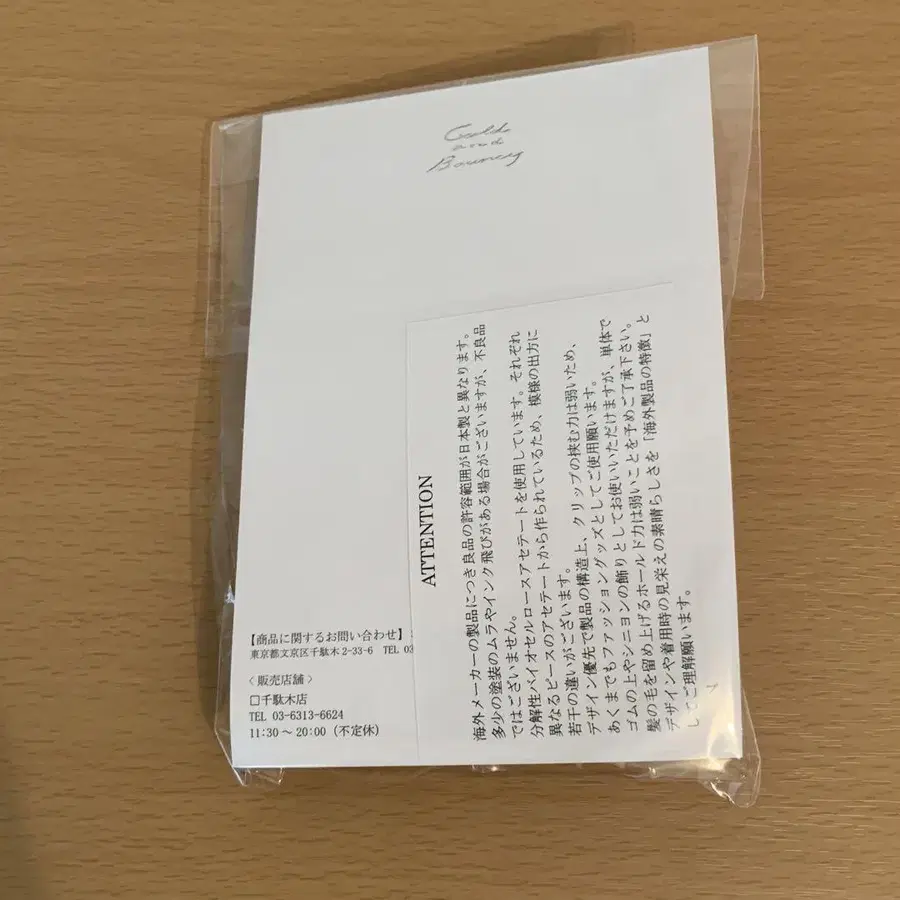 Gold
and
Bouncy
ATTENTION
海外メーカーの製品につき良品の許容範囲が日本製と異なります。
多少の塗装のムラやインク飛びがある場合がございますが、不良品
ではございません。
分解性バイオセルロースアセテートを使用しています。それぞれ
異なるピースのアセテートから作られているため、模様の出方に
若干の違いがございます。
デザイン優先で製品の構造上、クリップの挟む力は弱いため、
あくまでもファッショングッズとしてご使用願います。
ゴムの上やシニヨンの飾りとしてお使いいただけますが、単体で
髪の毛を留め上げるホールド力は弱いことを予めご了承下さい。
デザインや着用時の見栄えの素晴らしさを「海外製品の特徴」と
してご理解願います。
【商品に関するお問い合わせ】
東京都文京区千駄木2-33-6 TEL 03
〈販売店舗〉
□千駄木店
TEL 03-6313-6624
11:30～20:00（不定休）